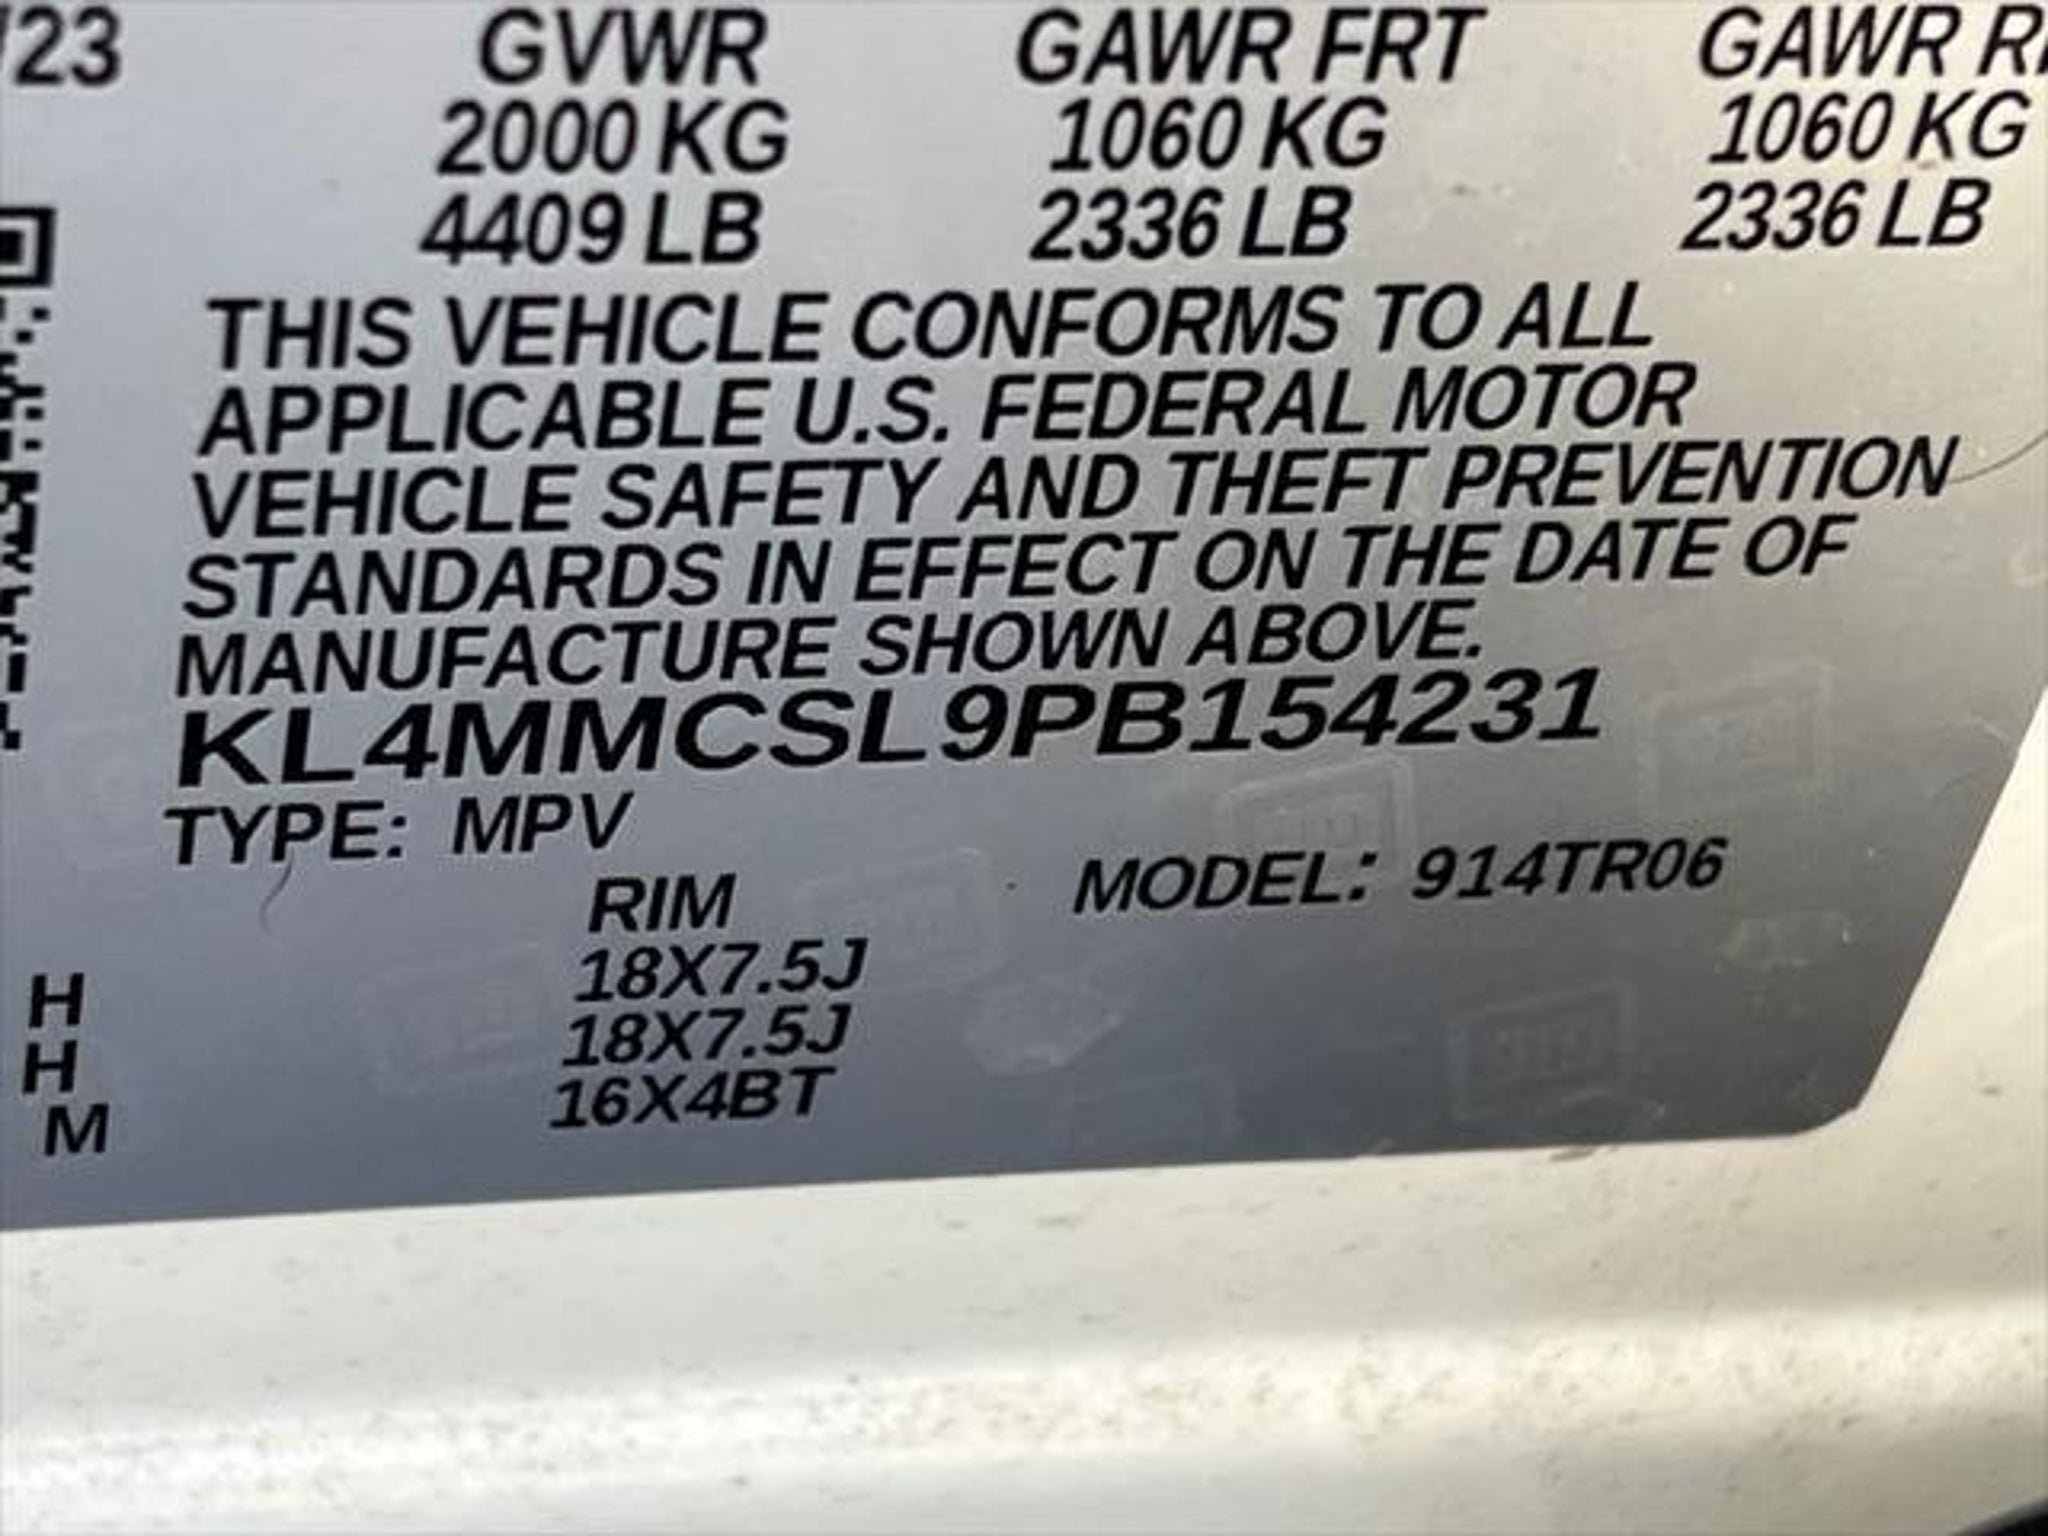 /23 GVWR GAWR FRT GAWR R
2000 KG 1060 KG 1060 KG
4409 LB 2336 LB 2336 LB
THIS VEHICLE CONFORMS TO ALL
APPLICABLE U.S. FEDERAL MOTOR
VEHICLE SAFETY AND THEFT PREVENTION
STANDARDS IN EFFECT ON THE DATE OF
MANUFACTURE SHOWN ABOVE.
KL4MMCSL9PB154231
TYPE: MPV
RIM MODEL: 914TR06
H 18X7.5J
H 18X7.5J
M 16X4BT